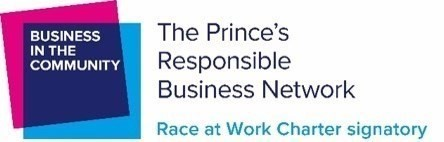 BUSINESS
IN THE
COMMUNITY
The Prince's
Responsible
Business Network
Race at Work Charter signatory